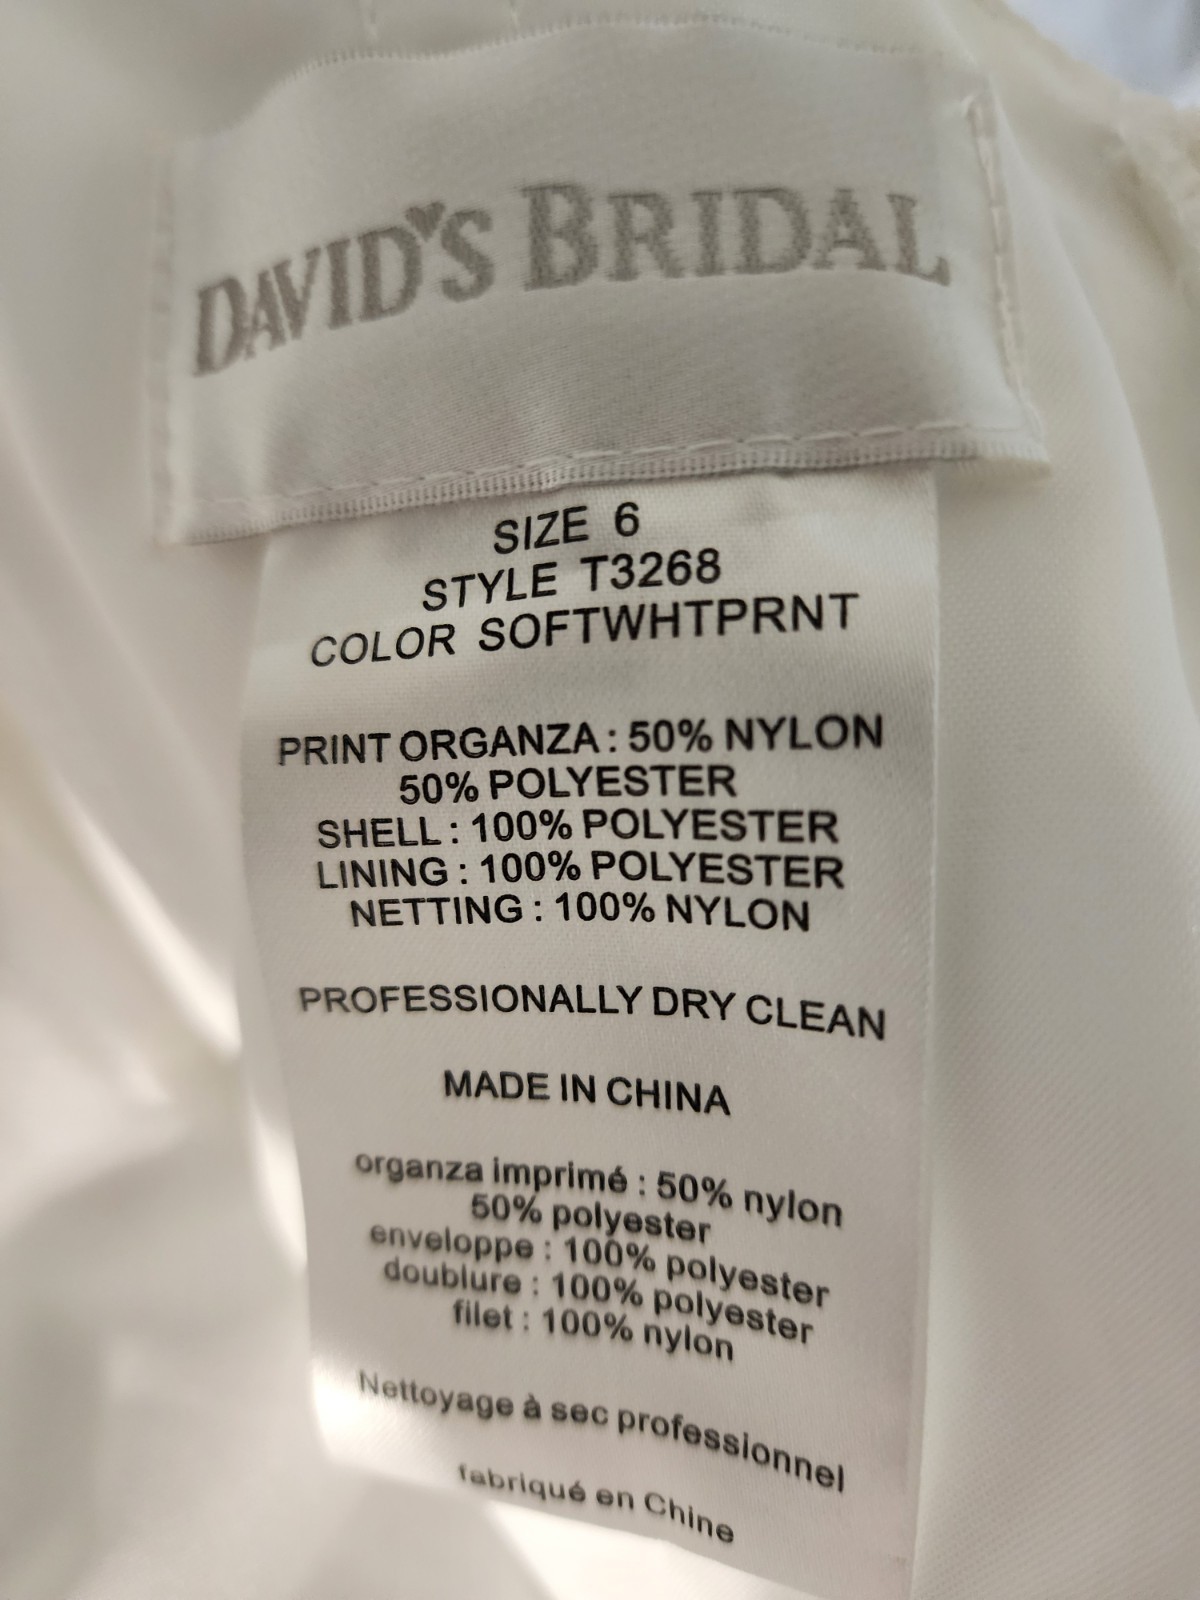 DAVID'S BRIDAL
SIZE 6
STYLE T3268
COLOR SOFTWHTPRNT
PRINT ORGANZA : 50% NYLON
50% POLYESTER
SHELL : 100% POLYESTER
LINING : 100% POLYESTER
NETTING : 100% NYLON
PROFESSIONALLY DRY CLEAN
MADE IN CHINA
organza imprimé : 50% nylon
50% polyester
enveloppe : 100% polyester
doublure : 100% polyester
filet : 100% nylon
Nettoyage à sec professionnel
fabriqué en Chine